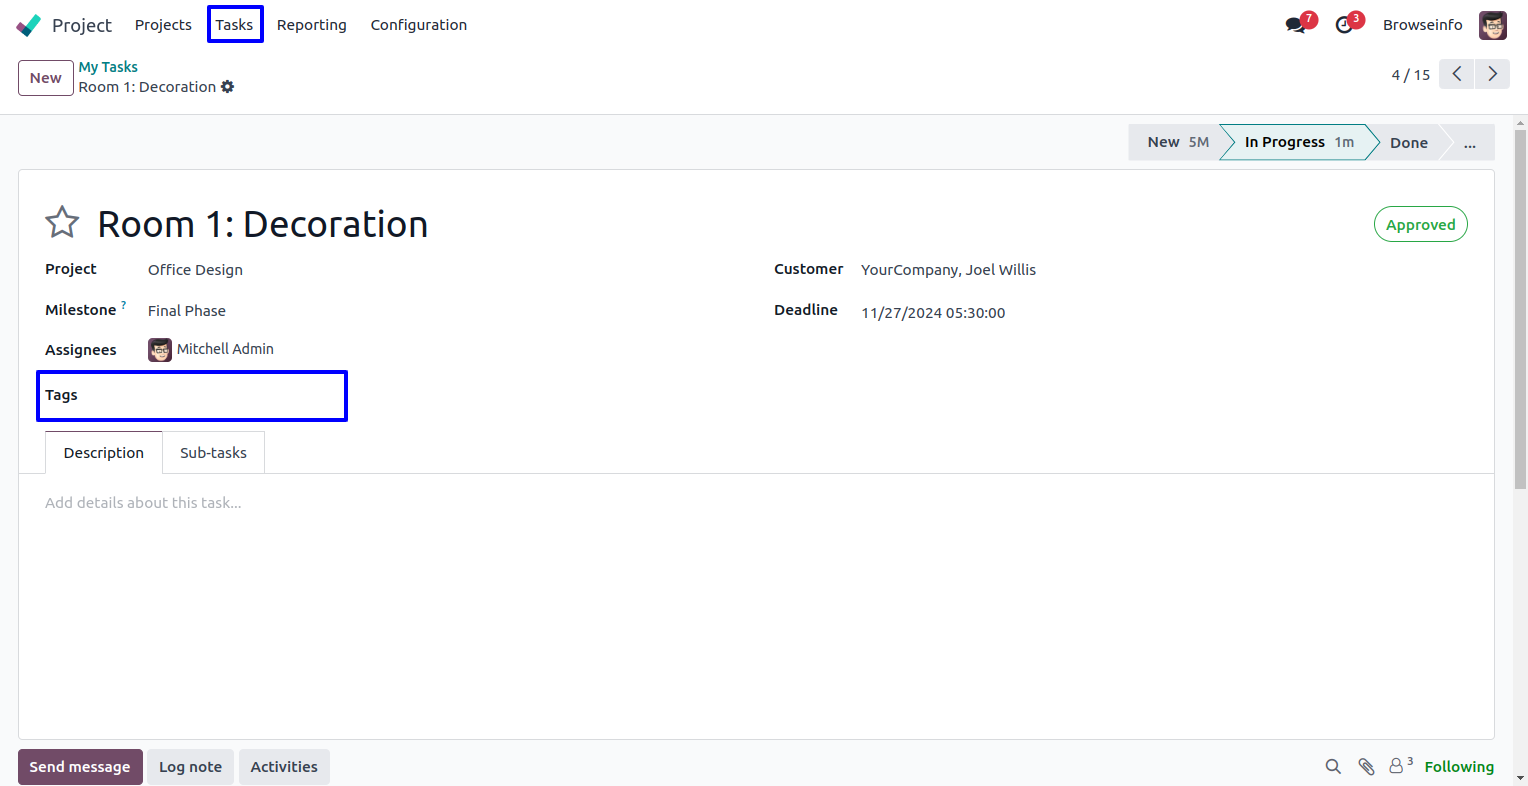 Project Projects Tasks Reporting Configuration 7 3 Browseinfo
New My Tasks
Room 1: Decoration
4 / 15
New 5M In Progress 1m Done ...
Room 1: Decoration
Approved
Project Office Design
Customer YourCompany, Joel Willis
Milestone ? Final Phase
Deadline 11/27/2024 05:30:00
Assignees Mitchell Admin
Tags
Description Sub-tasks
Add details about this task...
Send message Log note Activities 3 Following